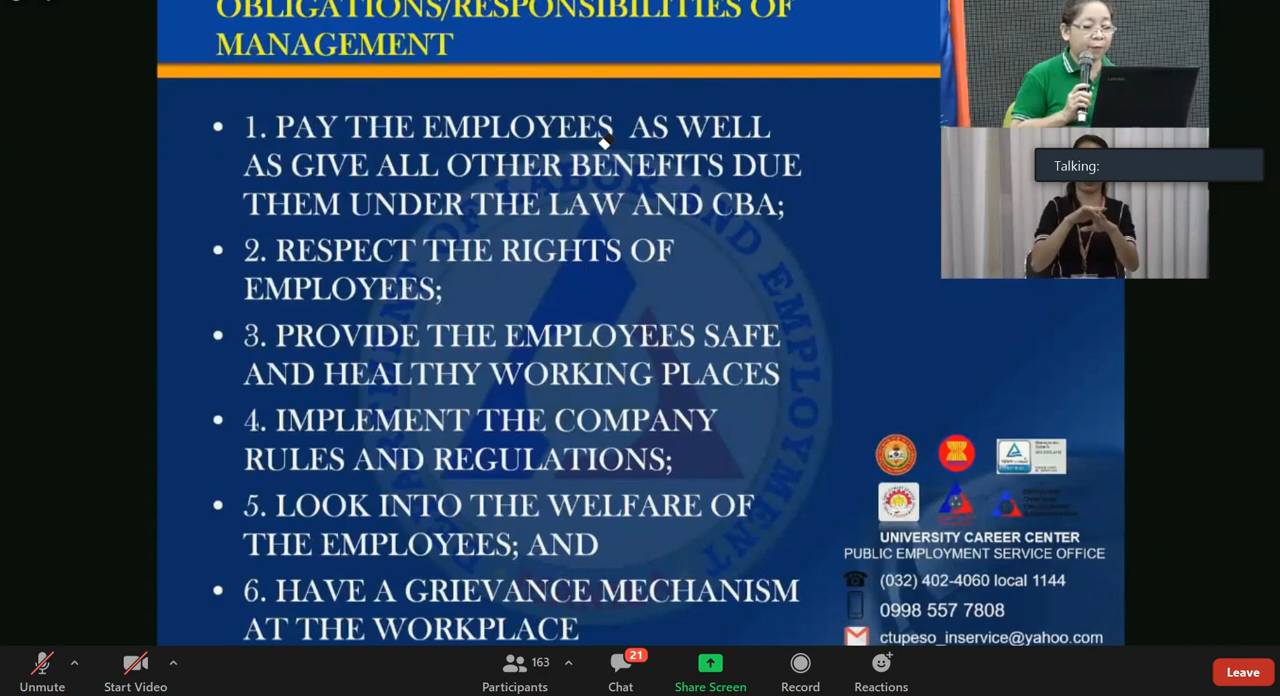 OBLIGATIONS/RESPONSIBILITIES OF
MANAGEMENT
• 1. PAY THE EMPLOYEES AS WELL
AS GIVE ALL OTHER BENEFITS DUE
THEM UNDER THE LAW AND CBA;
• 2. RESPECT THE RIGHTS OF
EMPLOYEES;
• 3. PROVIDE THE EMPLOYEES SAFE
AND HEALTHY WORKING PLACES
• 4. IMPLEMENT THE COMPANY
RULES AND REGULATIONS;
• 5. LOOK INTO THE WELFARE OF
THE EMPLOYEES; AND
• 6. HAVE A GRIEVANCE MECHANISM
AT THE WORKPLACE
LABOR AND EMPLOYMENT
Talking:
UNIVERSITY CAREER CENTER
PUBLIC EMPLOYMENT SERVICE OFFICE
(032) 402-4060 local 1144
0998 557 7808
ctupeso_inservice@yahoo.com
Unmute
Start Video
163
Participants
21
Chat
Share Screen
Record
Reactions
Leave